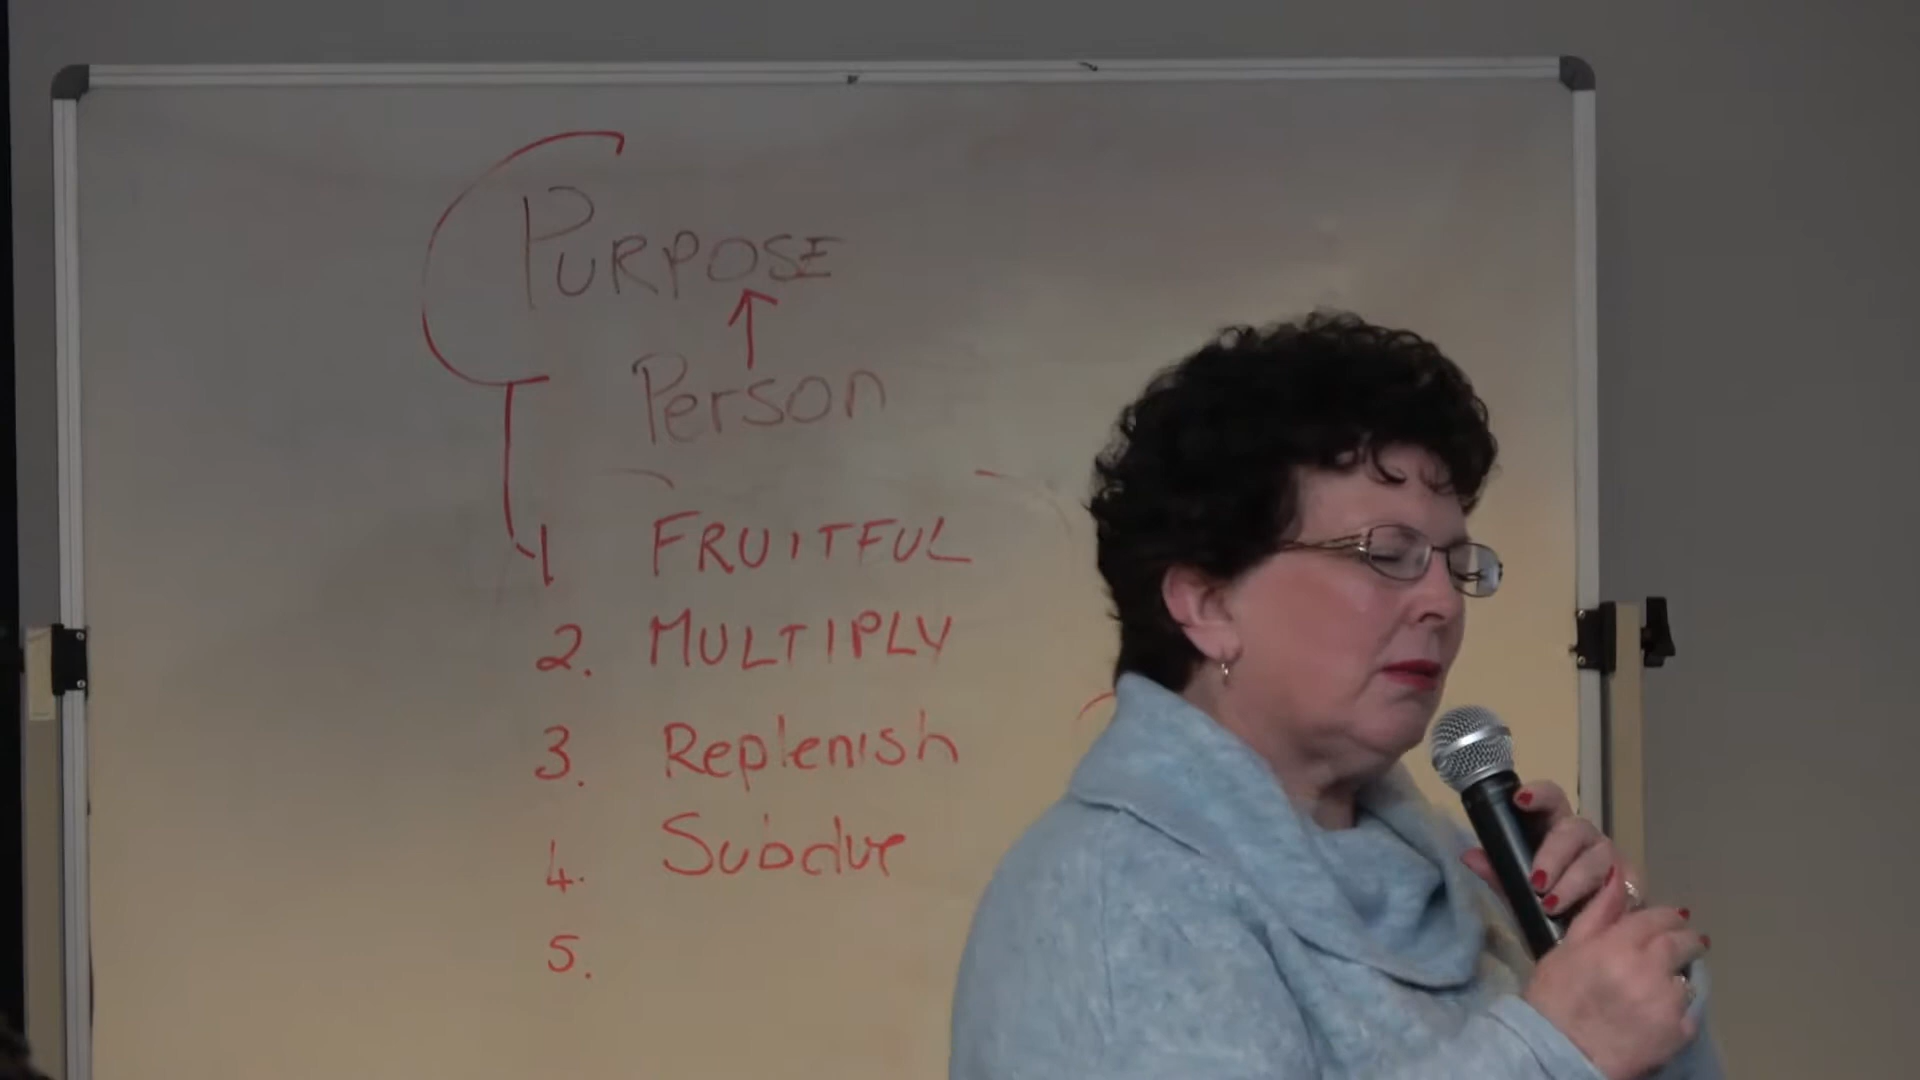 PURPOSE
Person
1 FRUITFUL
2. MULTIPLY
3. Replenish
4. Subdue
5.